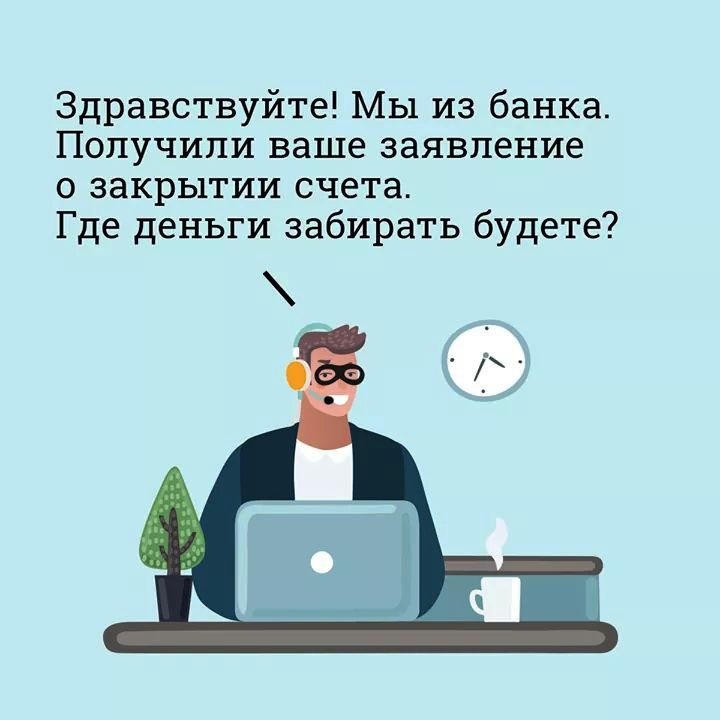 Здравствуйте! Мы из банка.
Получили ваше заявление
о закрытии счета.
Где деньги забирать будете?